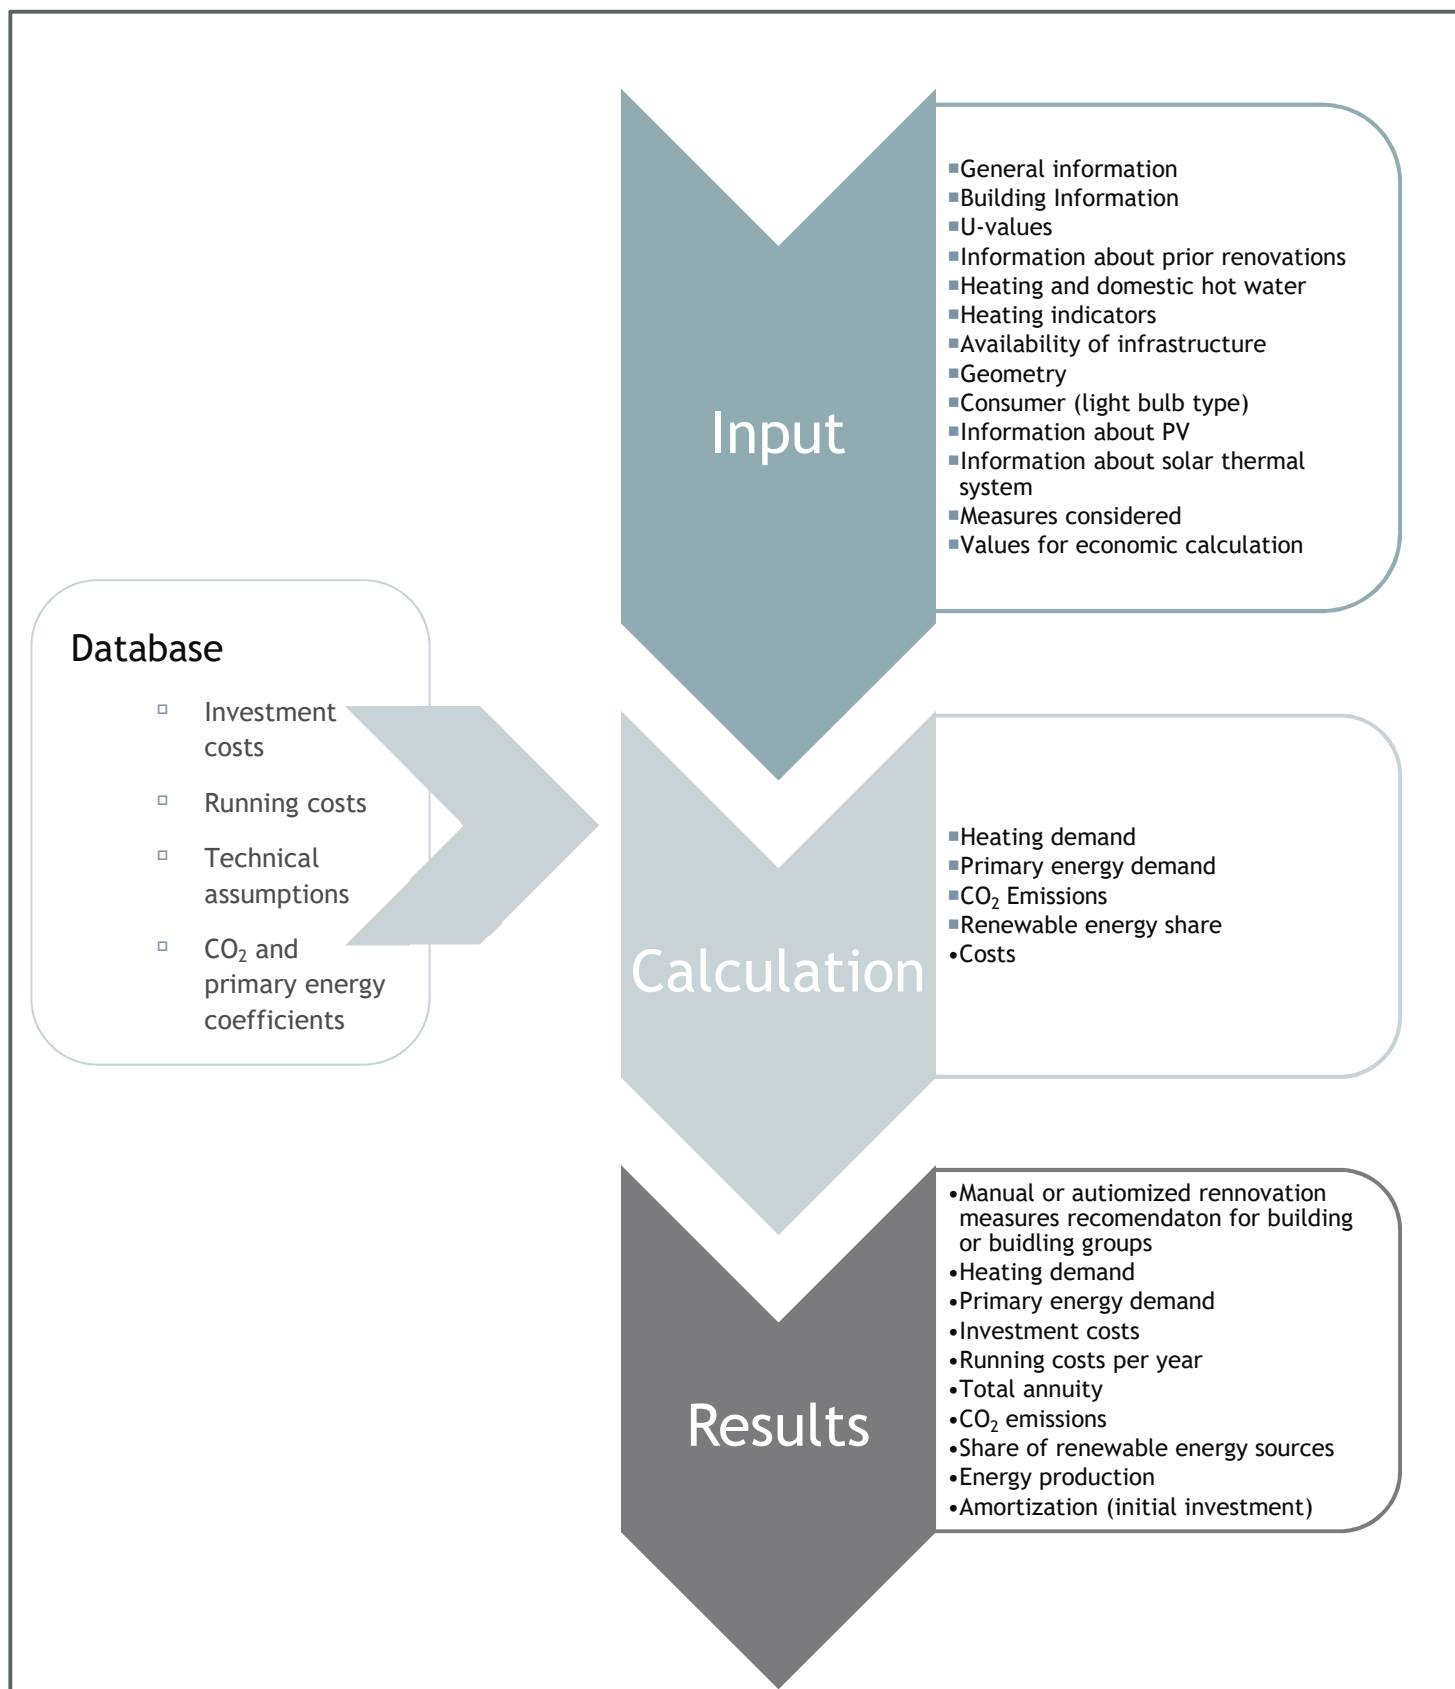 Input
General information
Building Information
U-values
Information about prior renovations
Heating and domestic hot water
Heating indicators
Availability of infrastructure
Geometry
Consumer (light bulb type)
Information about PV
Information about solar thermal
system
Measures considered
Values for economic calculation
Database
Investment
costs
Running costs
Technical
assumptions
CO₂ and
primary energy
coefficients
Calculation
Heating demand
Primary energy demand
CO₂ Emissions
Renewable energy share
•Costs
Results
•Manual or autiomized rennovation
measures recomendaton for building
or buidling groups
•Heating demand
•Primary energy demand
•Investment costs
•Running costs per year
•Total annuity
•CO₂ emissions
•Share of renewable energy sources
•Energy production
•Amortization (initial investment)